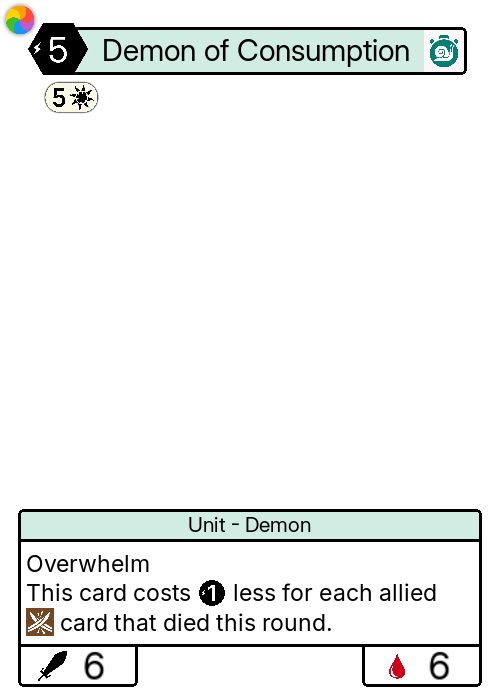 5 Demon of Consumption
5
Unit - Demon
Overwhelm
This card costs 1 less for each allied
card that died this round.
6 6